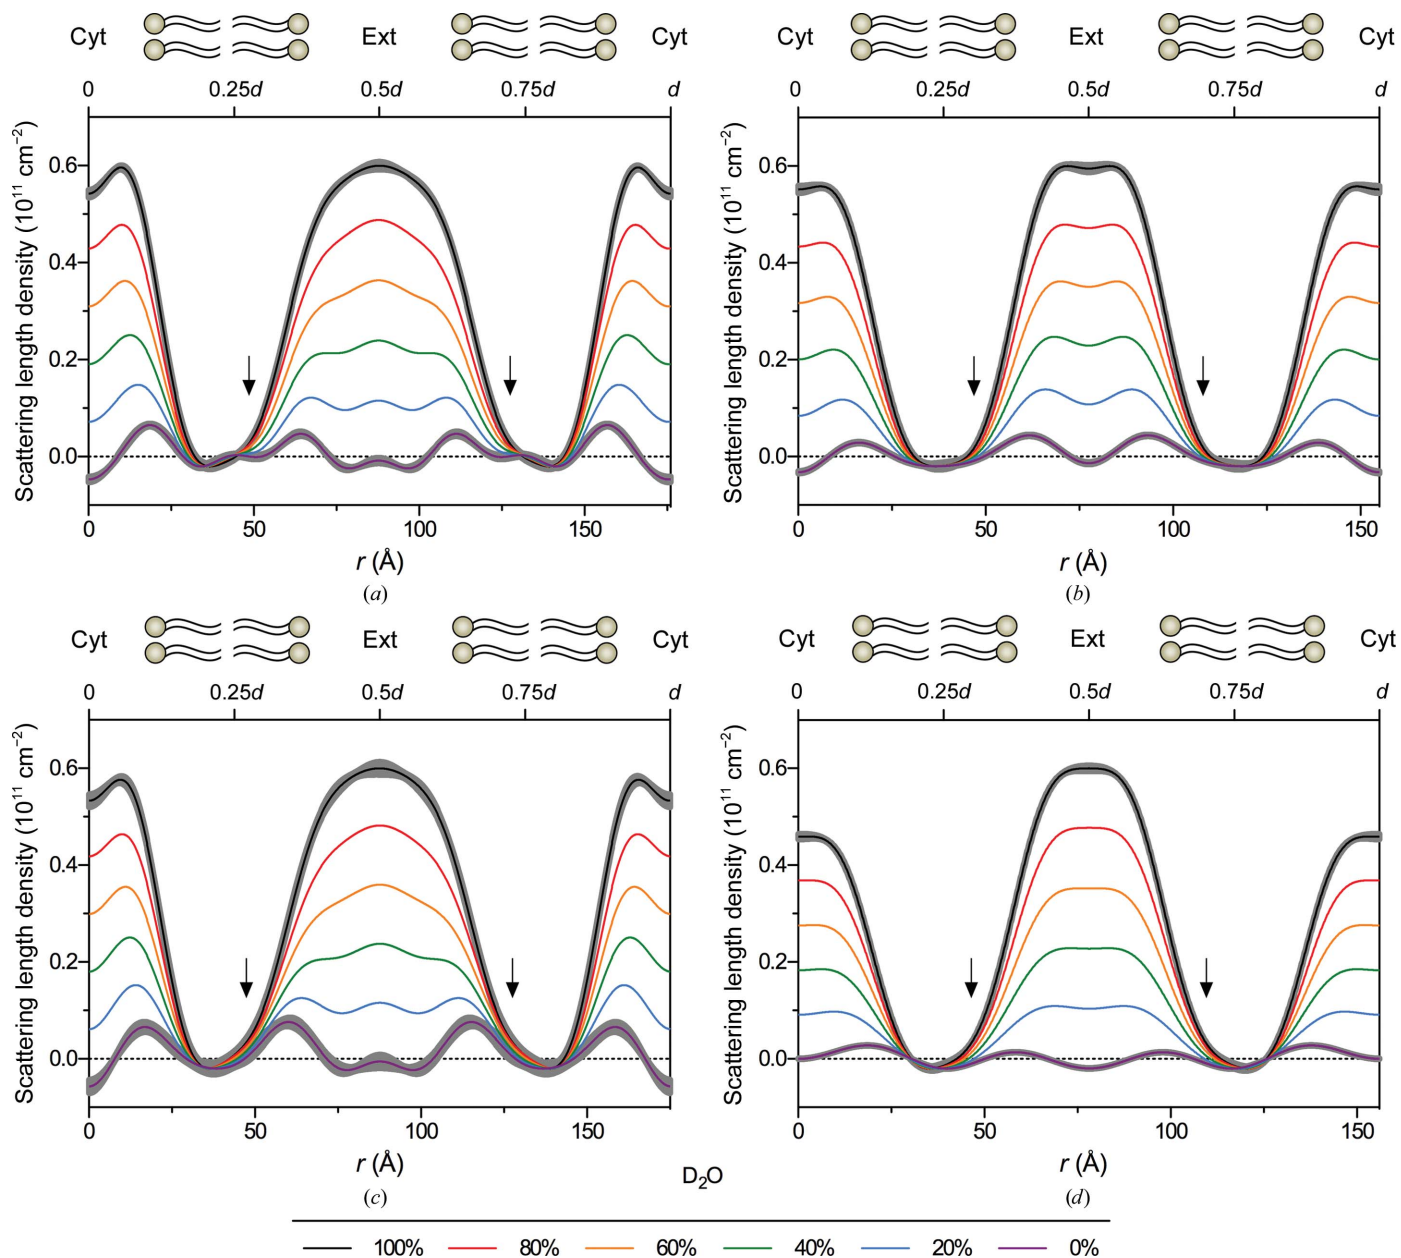 Cyt Ext Cyt
0 0.25d 0.5d 0.75d d
Scattering length density (10¹¹ cm⁻²)
0.6
0.4
0.2
0.0
0 50 100 150
r (Å)
(a)
Cyt Ext Cyt
0 0.25d 0.5d 0.75d d
Scattering length density (10¹¹ cm⁻²)
0.6
0.4
0.2
0.0
0 50 100 150
r (Å)
(b)
Cyt Ext Cyt
0 0.25d 0.5d 0.75d d
Scattering length density (10¹¹ cm⁻²)
0.6
0.4
0.2
0.0
0 50 100 150
r (Å)
(c)
Cyt Ext Cyt
0 0.25d 0.5d 0.75d d
Scattering length density (10¹¹ cm⁻²)
0.6
0.4
0.2
0.0
0 50 100 150
r (Å)
(d)
D₂O
100% 80% 60% 40% 20% 0%